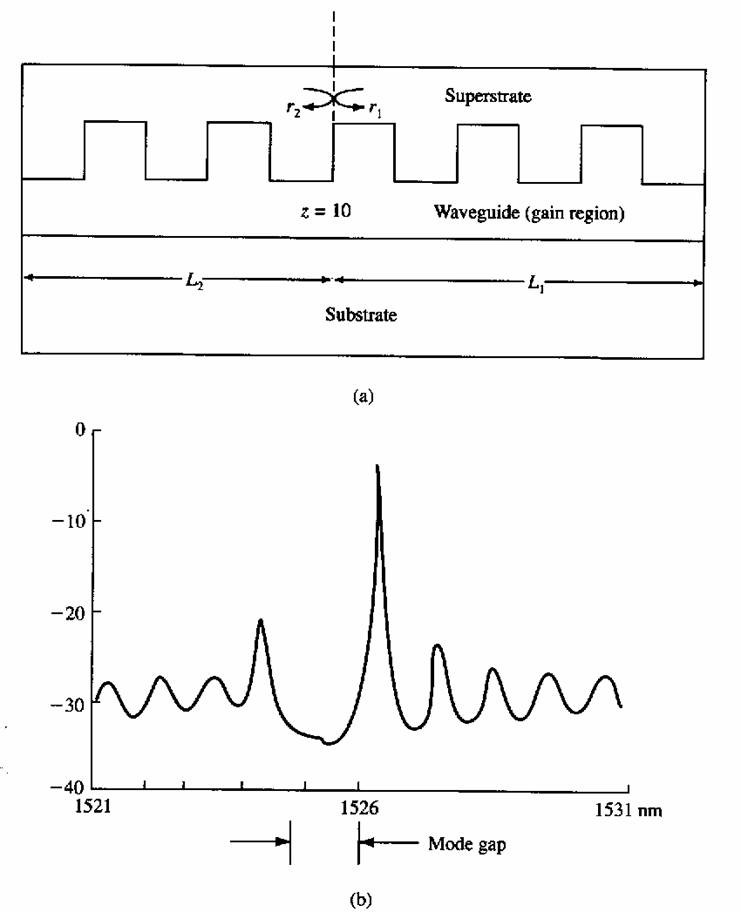 Superstrate
r2 r1
z = 10 Waveguide (gain region)
L2 L1
Substrate
(a)
0
−10
−20
−30
−40
1521 1526 1531 nm
Mode gap
(b)